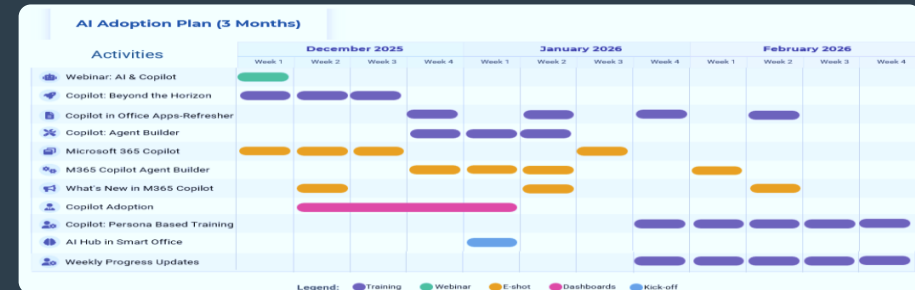 AI Adoption Plan (3 Months)
Activities
December 2025 January 2026 February 2026
Week 1 Week 2 Week 3 Week 4 Week 1 Week 2 Week 3 Week 4 Week 1 Week 2 Week 3 Week 4
Webinar: AI & Copilot
Copilot: Beyond the Horizon
Copilot in Office Apps-Refresher
Copilot: Agent Builder
Microsoft 365 Copilot
M365 Copilot Agent Builder
What's New in M365 Copilot
Copilot Adoption
Copilot: Persona Based Training
AI Hub in Smart Office
Weekly Progress Updates
Legend: Training Webinar E-shot Dashboards Kick-off